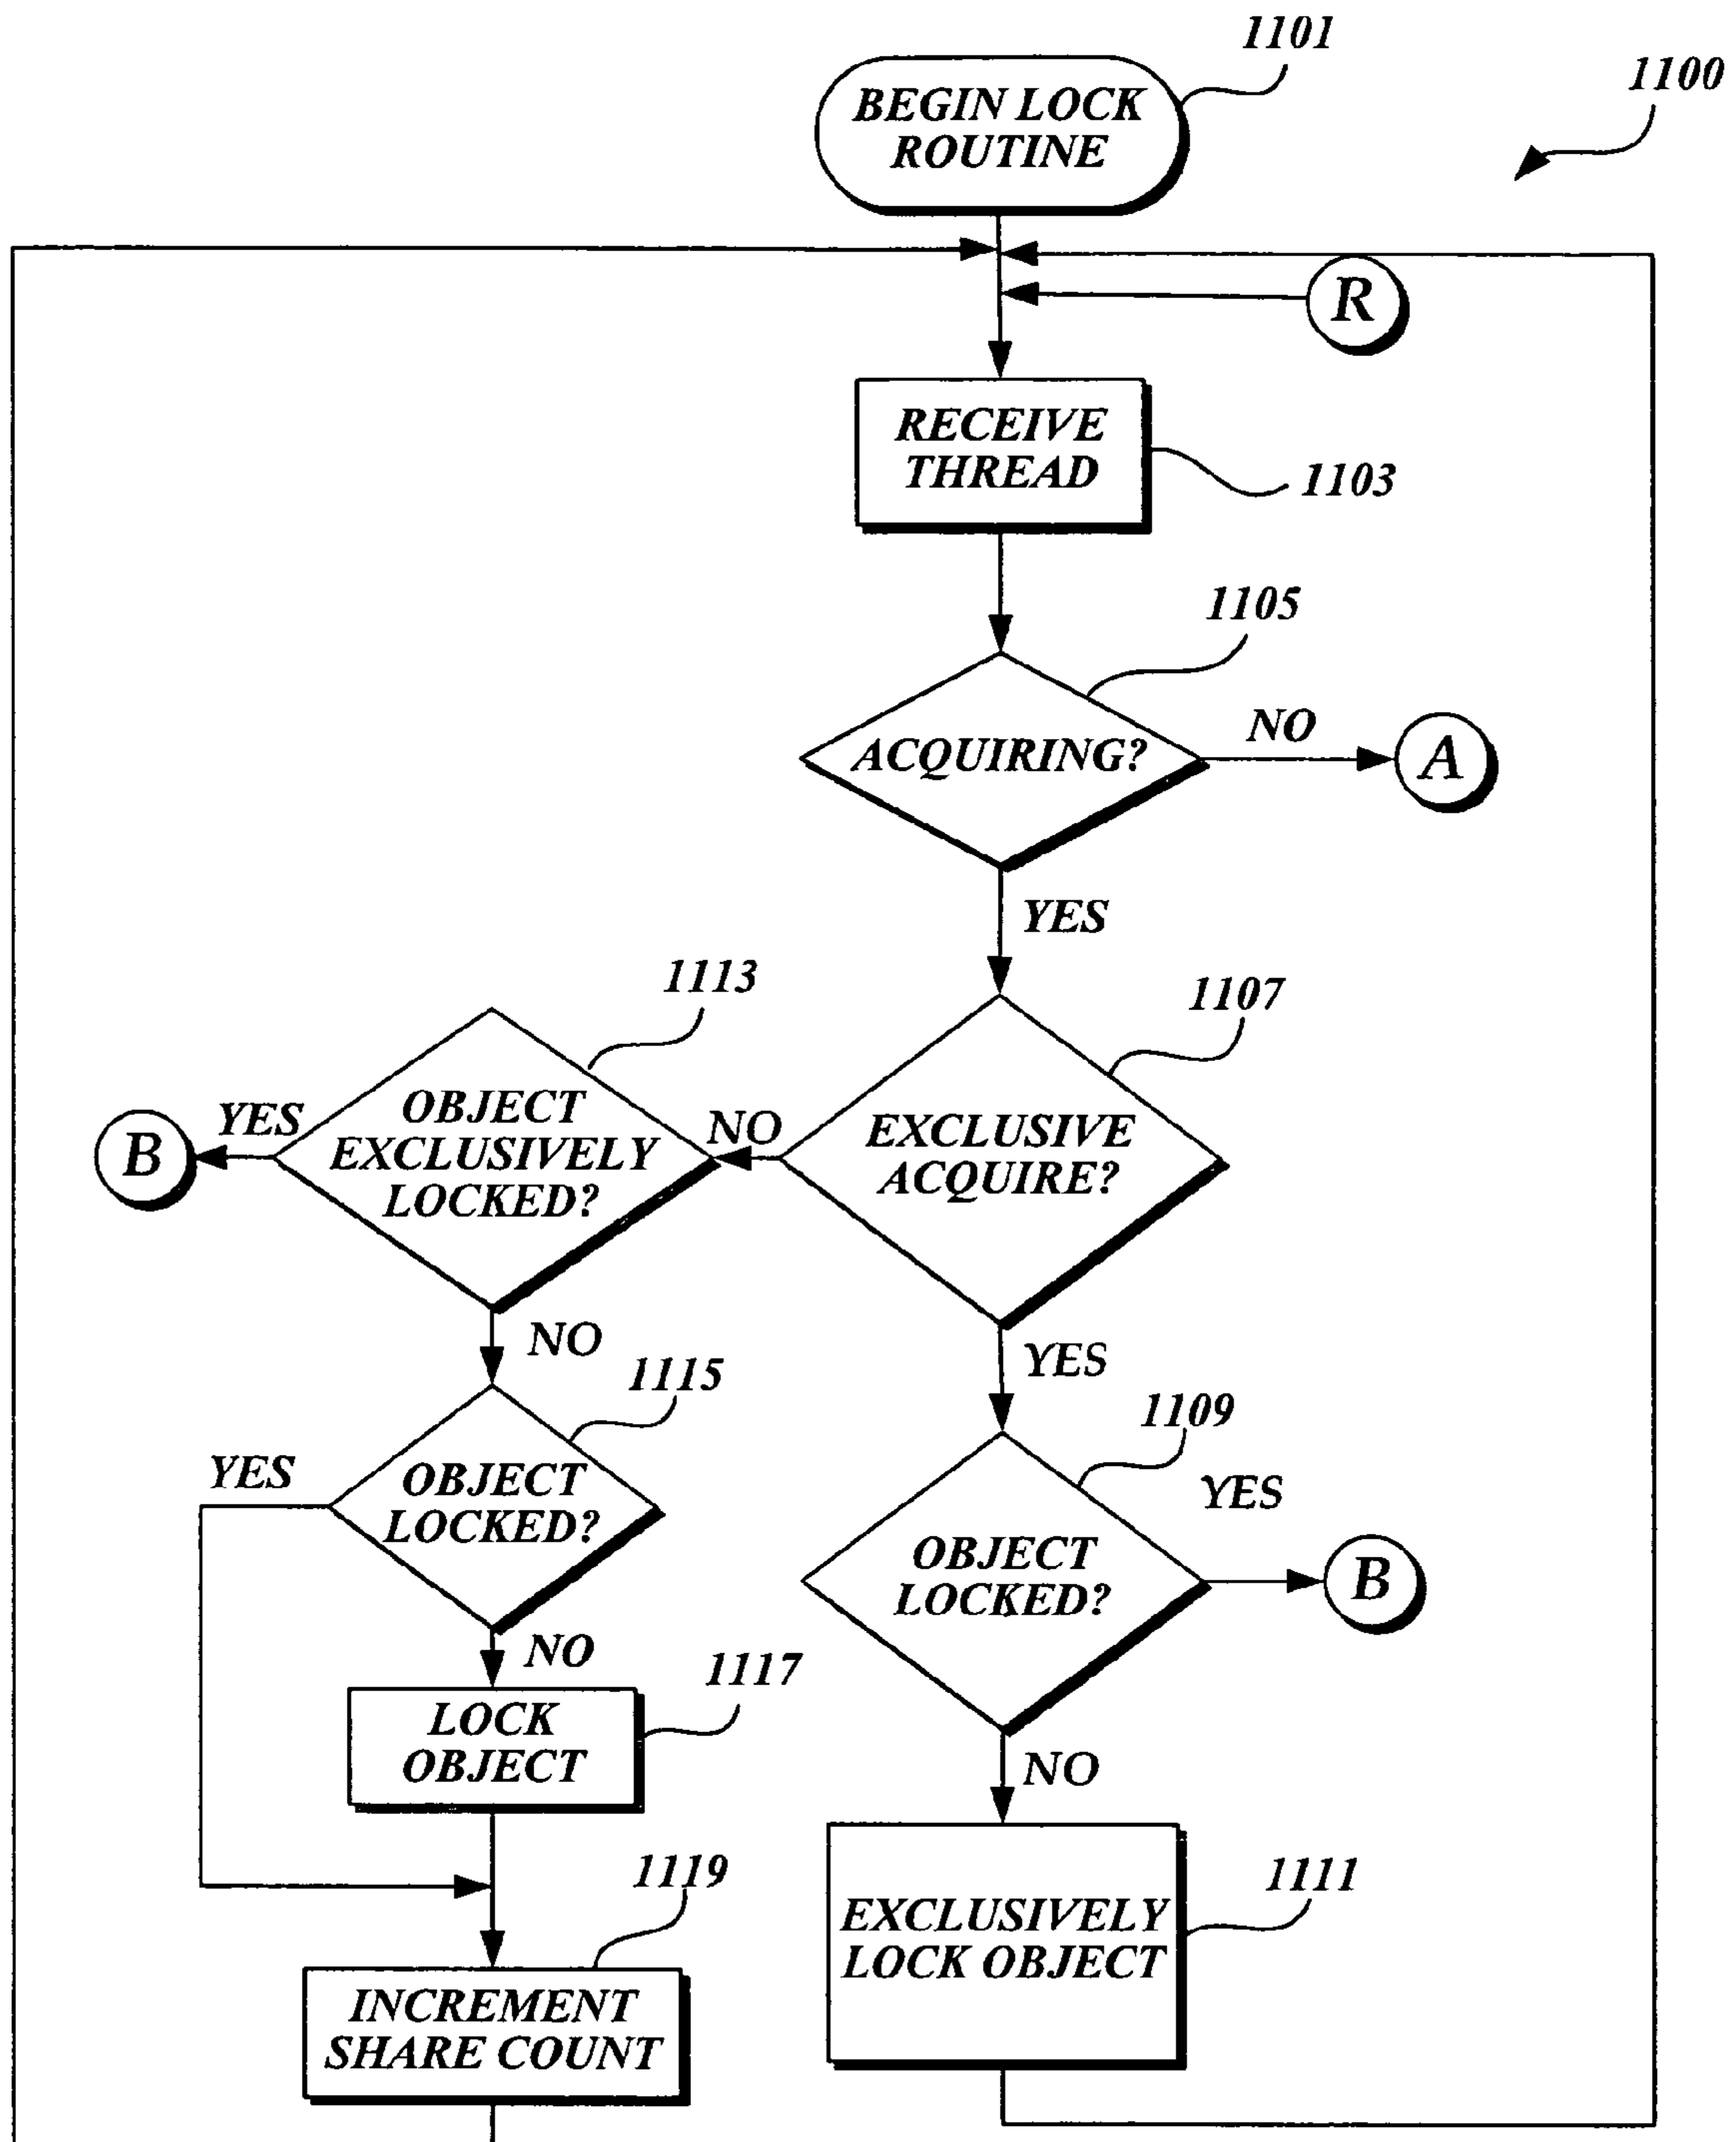 1101
1100
BEGIN LOCK
ROUTINE
R
RECEIVE
THREAD
1103
1105
ACQUIRING?
NO
A
YES
1113
1107
B
YES
OBJECT
EXCLUSIVELY
LOCKED?
NO
EXCLUSIVE
ACQUIRE?
NO
YES
1115
1109
YES
OBJECT
LOCKED?
YES
OBJECT
LOCKED?
B
NO
1117
LOCK
OBJECT
NO
1119
1111
EXCLUSIVELY
LOCK OBJECT
INCREMENT
SHARE COUNT